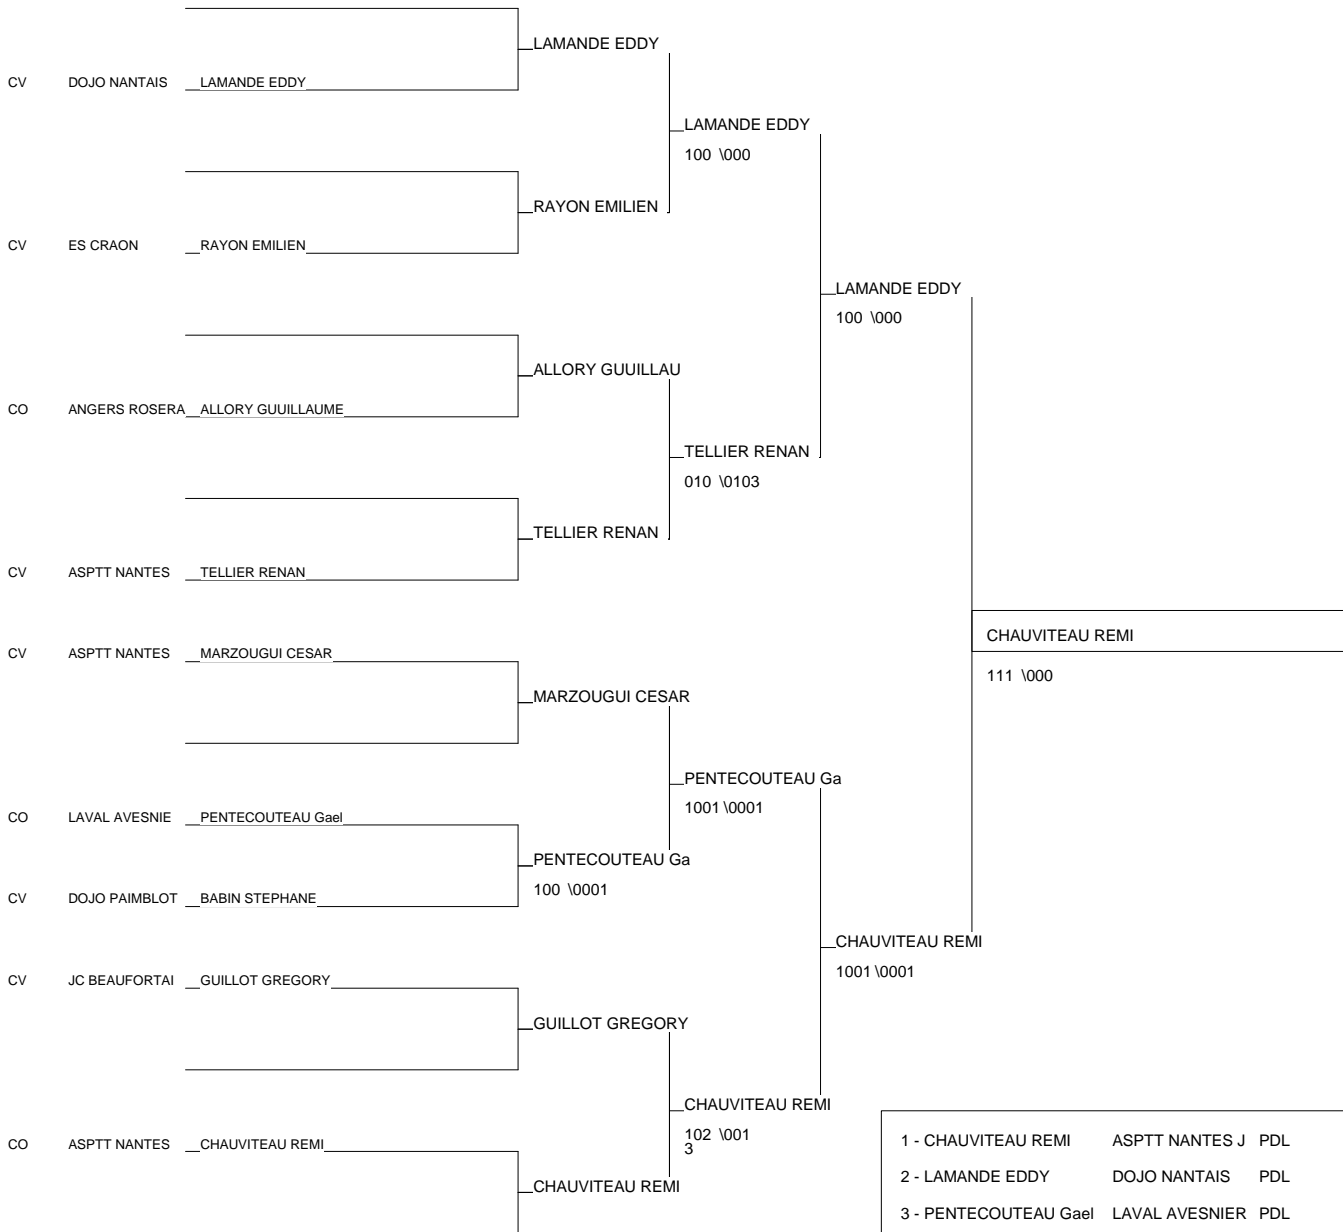 LAMANDE EDDY
CV DOJO NANTAIS LAMANDE EDDY
LAMANDE EDDY
100 \000
RAYON EMILIEN
CV ES CRAON RAYON EMILIEN
LAMANDE EDDY
100 \000
ALLORY GUUILLAU
CO ANGERS ROSERA ALLORY GUUILLAUME
TELLIER RENAN
010 \0103
TELLIER RENAN
CV ASPTT NANTES TELLIER RENAN
CHAUVITEAU REMI
111 \000
CV ASPTT NANTES MARZOUGUI CESAR
MARZOUGUI CESAR
PENTECOUTEAU Ga
1001 \0001
CO LAVAL AVESNIE PENTECOUTEAU Gael
PENTECOUTEAU Ga
100 \0001
CV DOJO PAIMBLOT BABIN STEPHANE
CHAUVITEAU REMI
1001 \0001
CV JC BEAUFORTAI GUILLOT GREGORY
GUILLOT GREGORY
CHAUVITEAU REMI
102 \001
3
CO ASPTT NANTES CHAUVITEAU REMI
CHAUVITEAU REMI
1 - CHAUVITEAU REMI ASPTT NANTES J PDL
2 - LAMANDE EDDY DOJO NANTAIS PDL
3 - PENTECOUTEAU Gael LAVAL AVESNIER PDL